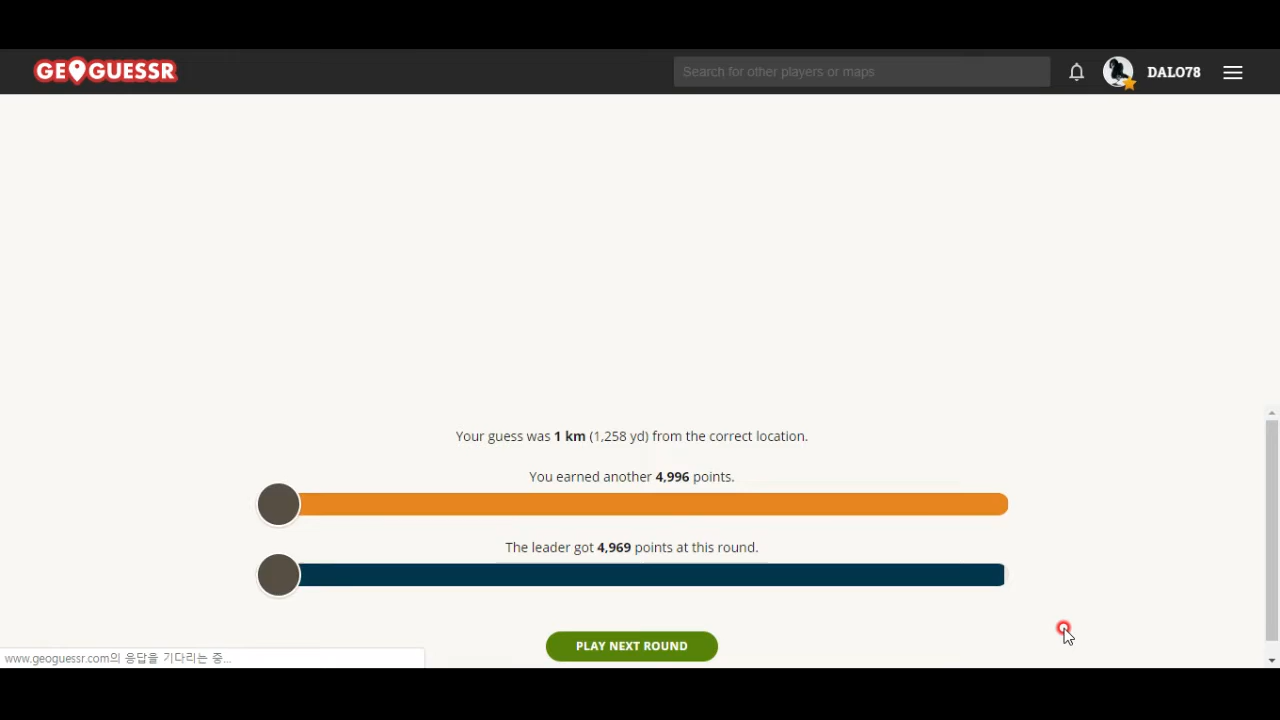 GEOGUESSR
Search for other players or maps
DALO78
Your guess was 1 km (1,258 yd) from the correct location.
You earned another 4,996 points.
The leader got 4,969 points at this round.
PLAY NEXT ROUND
www.geoguessr.com의 응답을 기다리는 중...